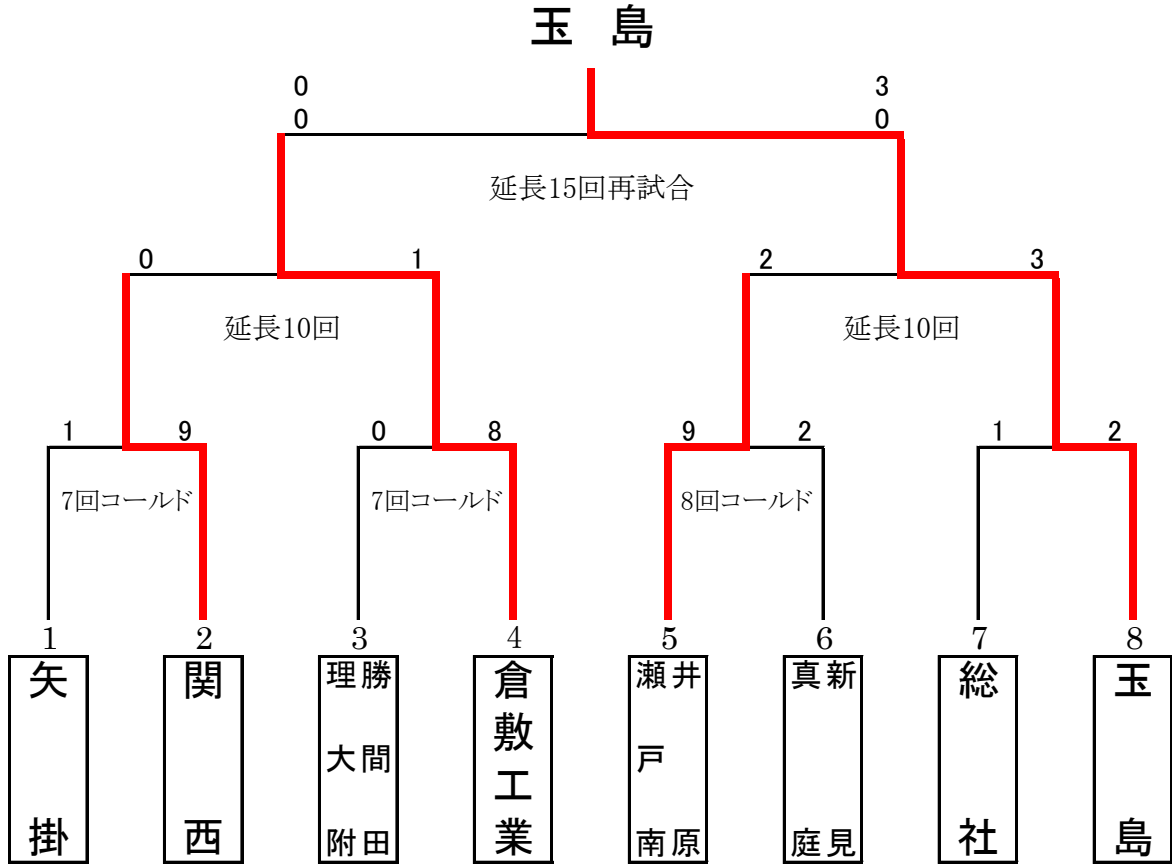 玉島
0 3
0 0
延長15回再試合
0 1 2 3
延長10回 延長10回
1 9 0 8 9 2 1 2
7回コールド 7回コールド 8回コールド
1 2 3 4 5 6 7 8
矢掛
関西
勝間田
理大附
倉敷工業
井原
瀬戸南
新見
真庭
総社
玉島